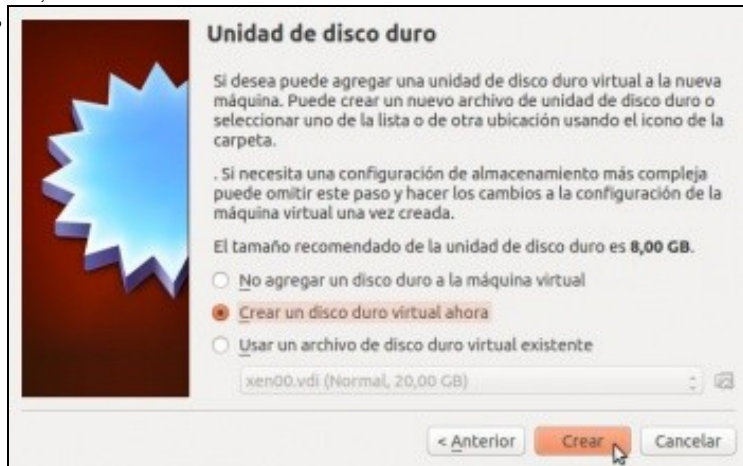 Unidad de disco duro
Si desea puede agregar una unidad de disco duro virtual a la nueva
máquina. Puede crear un nuevo archivo de unidad de disco duro o
seleccionar uno de la lista o de otra ubicación usando el icono de la
carpeta.
. Si necesita una configuración de almacenamiento más compleja
puede omitir este paso y hacer los cambios a la configuración de la
máquina virtual una vez creada.
El tamaño recomendado de la unidad de disco duro es 8,00 GB.
No agregar un disco duro a la máquina virtual
Crear un disco duro virtual ahora
Usar un archivo de disco duro virtual existente
xen00.vdi (Normal, 20,00 GB)
< Anterior Crear Cancelar